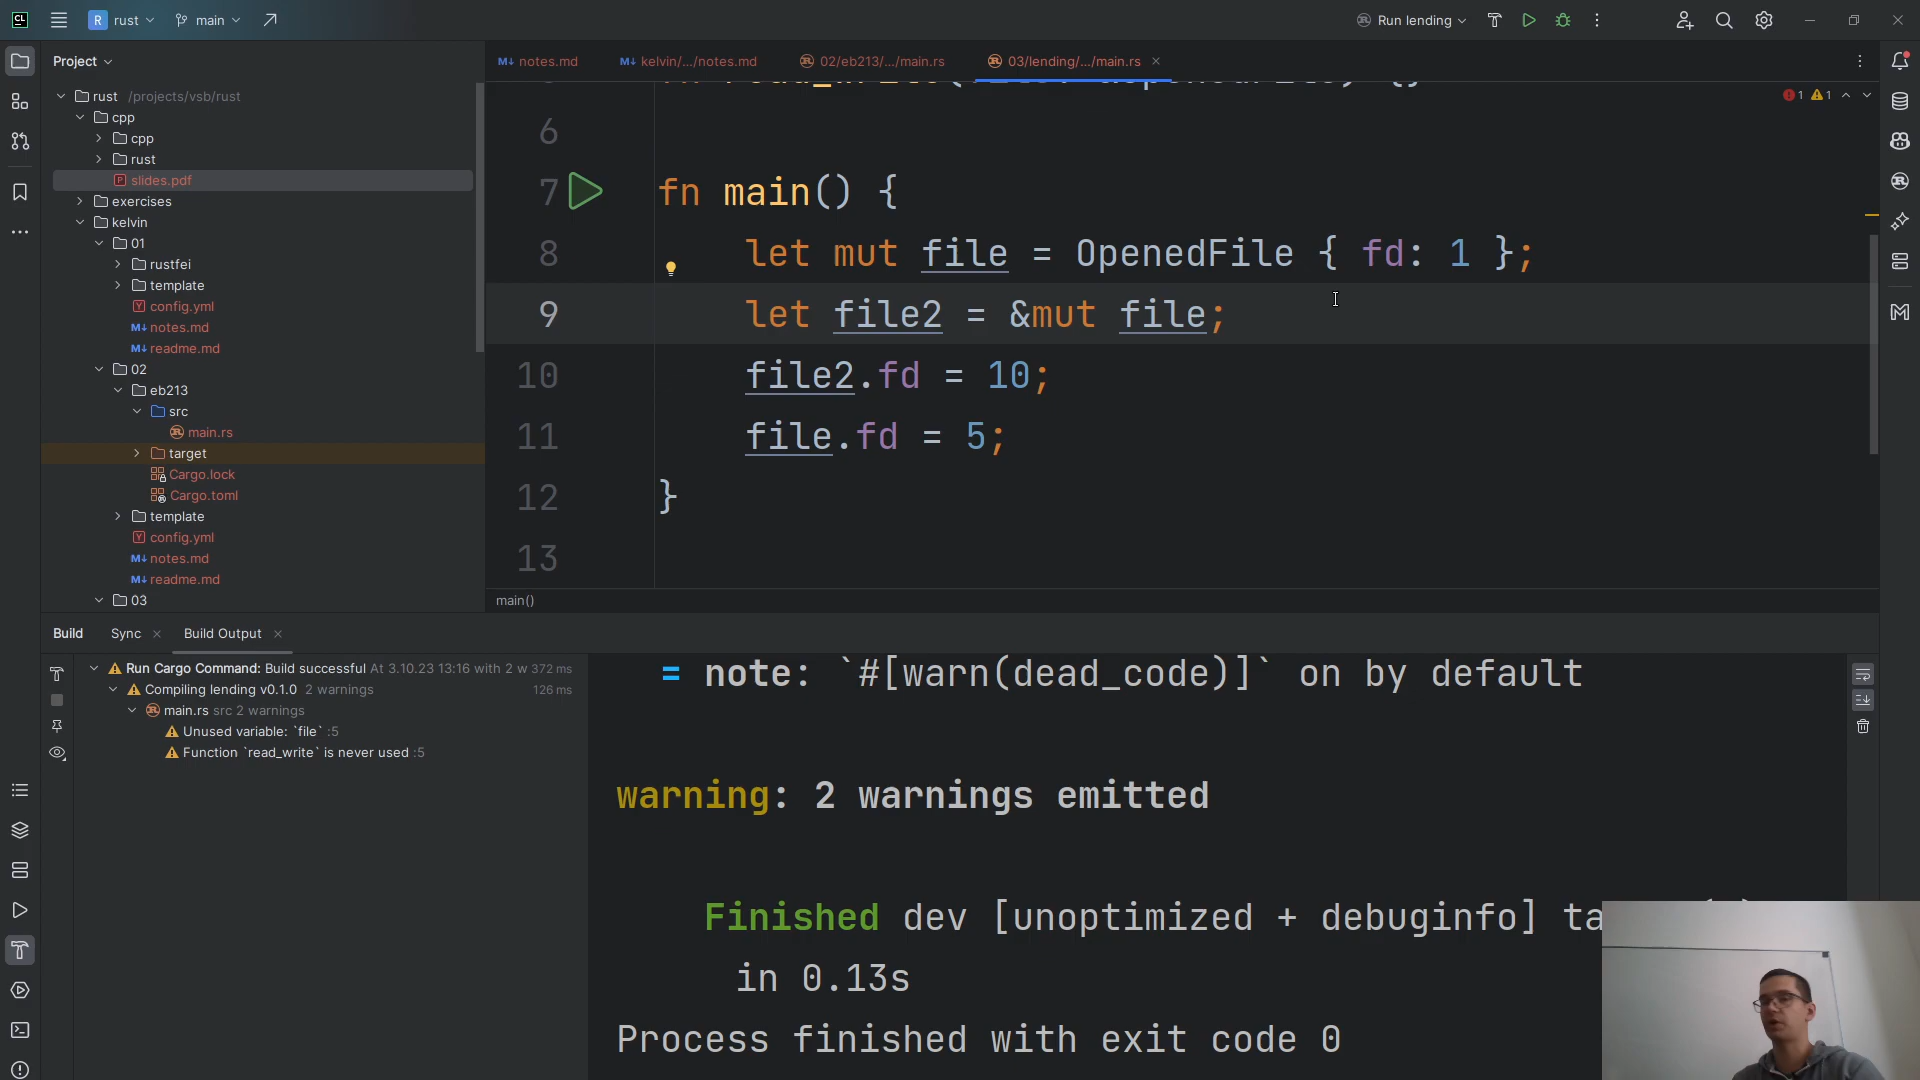 CL
R rust
main
Run lending
Project
notes.md
kelvin/.../notes.md
02/eb213/.../main.rs
03/lending/.../main.rs
1
1
rust /projects/vsb/rust
cpp
cpp
rust
slides.pdf
exercises
kelvin
01
rustfei
template
config.yml
notes.md
readme.md
02
eb213
src
main.rs
target
Cargo.lock
Cargo.toml
template
config.yml
notes.md
readme.md
03
6
7 fn main() {
8 let mut file = OpenedFile { fd: 1 };
9 let file2 = &mut file;
10 file2.fd = 10;
11 file.fd = 5;
12 }
13
main()
Build
Sync
Build Output
Run Cargo Command: Build successful At 3.10.23 13:16 with 2 w 372 ms
Compiling lending v0.1.0 2 warnings 126 ms
main.rs src 2 warnings
Unused variable: `file` :5
Function `read_write` is never used :5
= note: `#[warn(dead_code)]` on by default
warning: 2 warnings emitted
Finished dev [unoptimized + debuginfo] ta
in 0.13s
Process finished with exit code 0